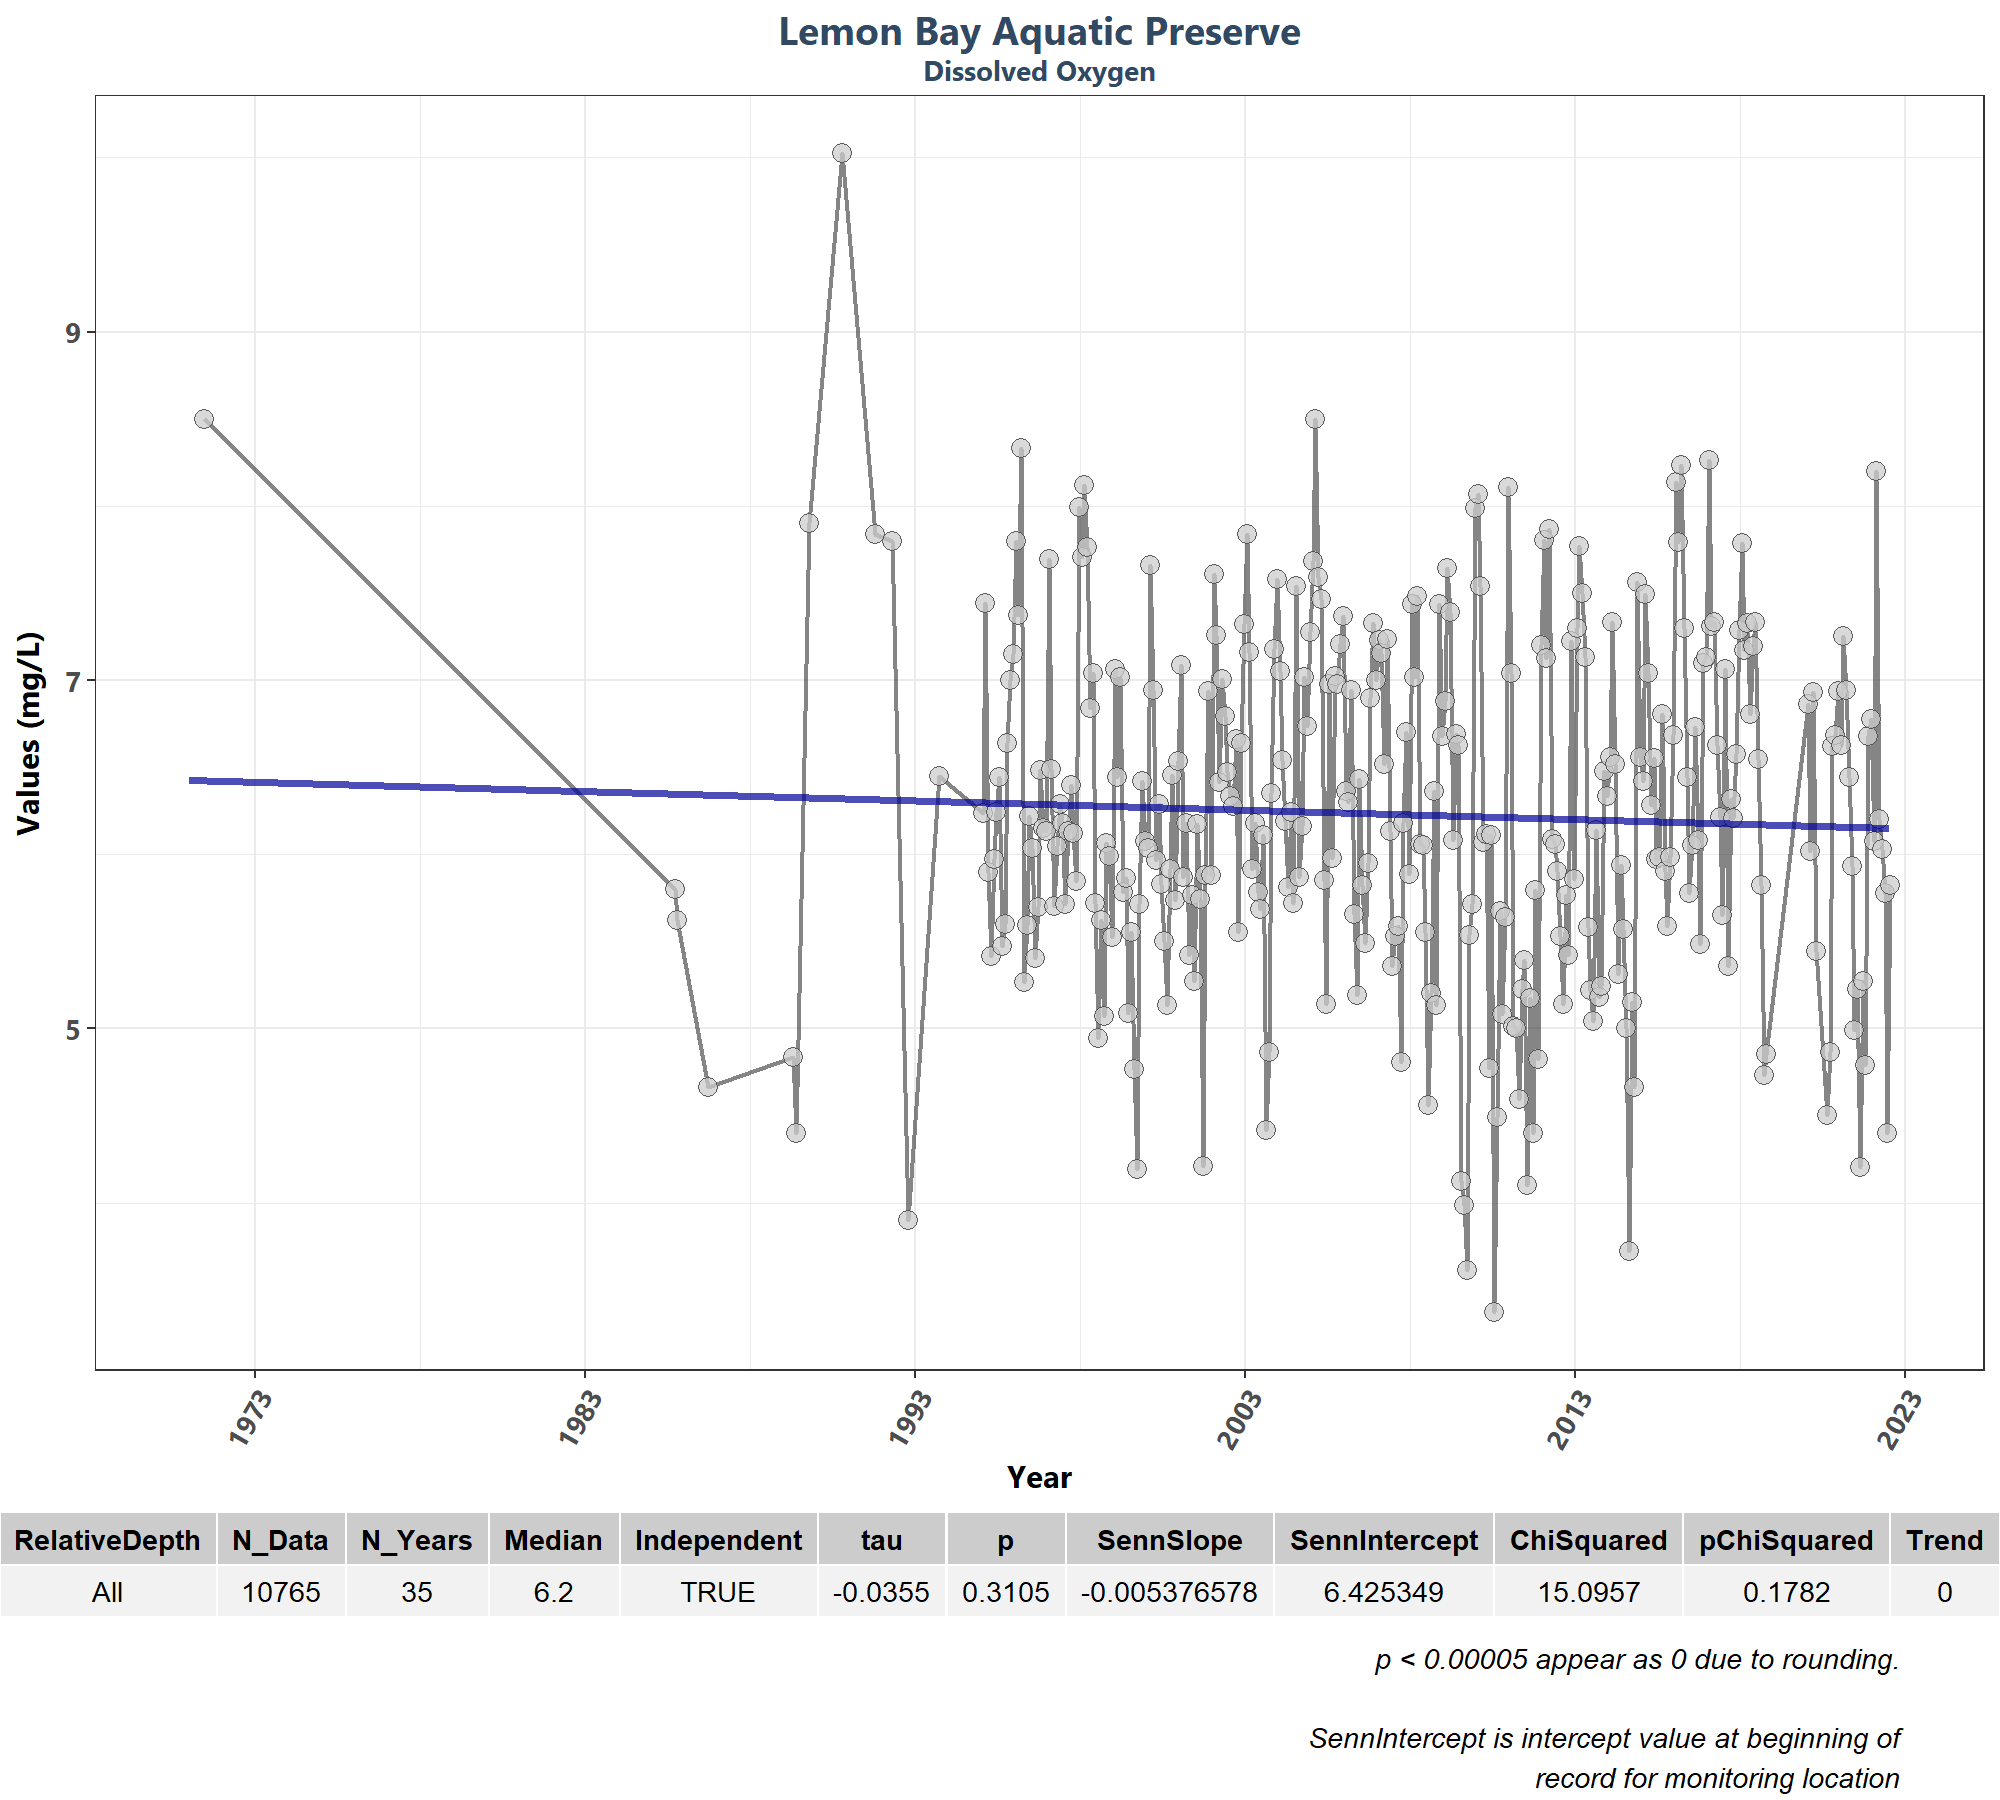 Lemon Bay Aquatic Preserve
Dissolved Oxygen
Values (mg/L)
9
7
5
1973
1983
1993
2003
2013
2023
Year
RelativeDepth N_Data N_Years Median Independent tau p SennSlope SennIntercept ChiSquared pChiSquared Trend
All 10765 35 6.2 TRUE -0.0355 0.3105 -0.005376578 6.425349 15.0957 0.1782 0
p < 0.00005 appear as 0 due to rounding.
SennIntercept is intercept value at beginning of
record for monitoring location